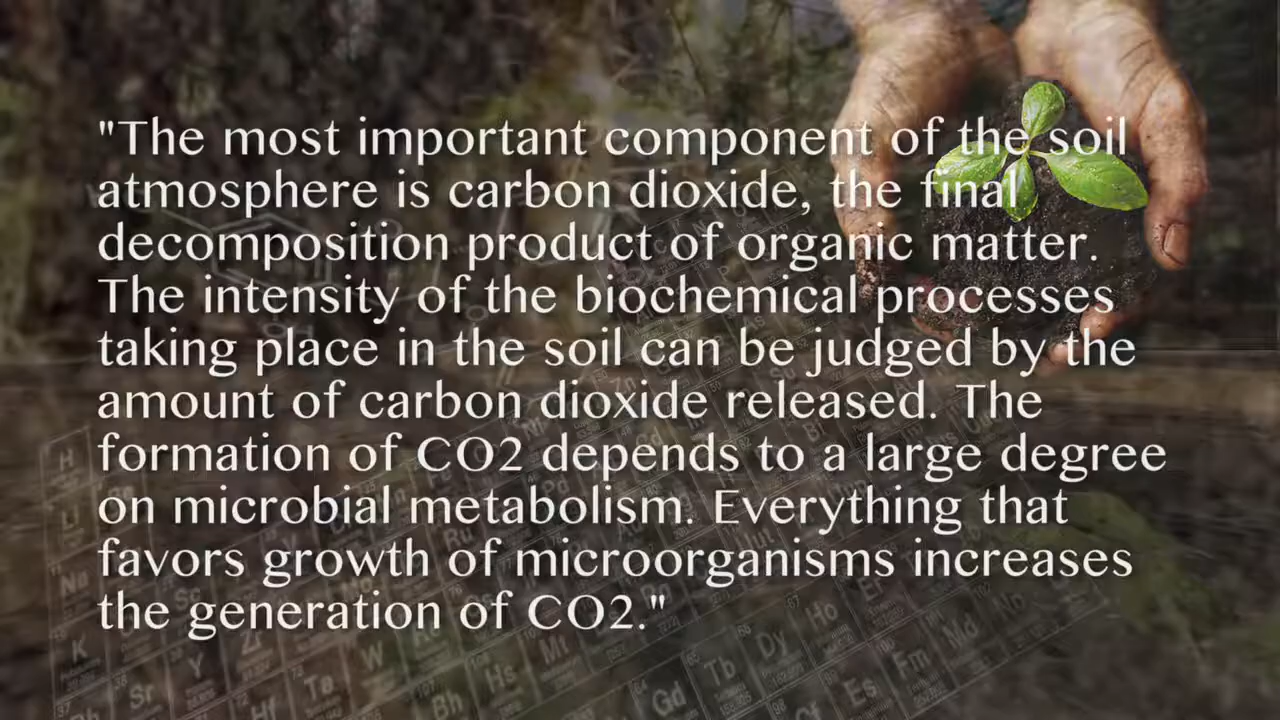 "The most important component of the soil
atmosphere is carbon dioxide, the final
decomposition product of organic matter.
The intensity of the biochemical processes
taking place in the soil can be judged by the
amount of carbon dioxide released. The
formation of CO2 depends to a large degree
on microbial metabolism. Everything that
favors growth of microorganisms increases
the generation of CO2."